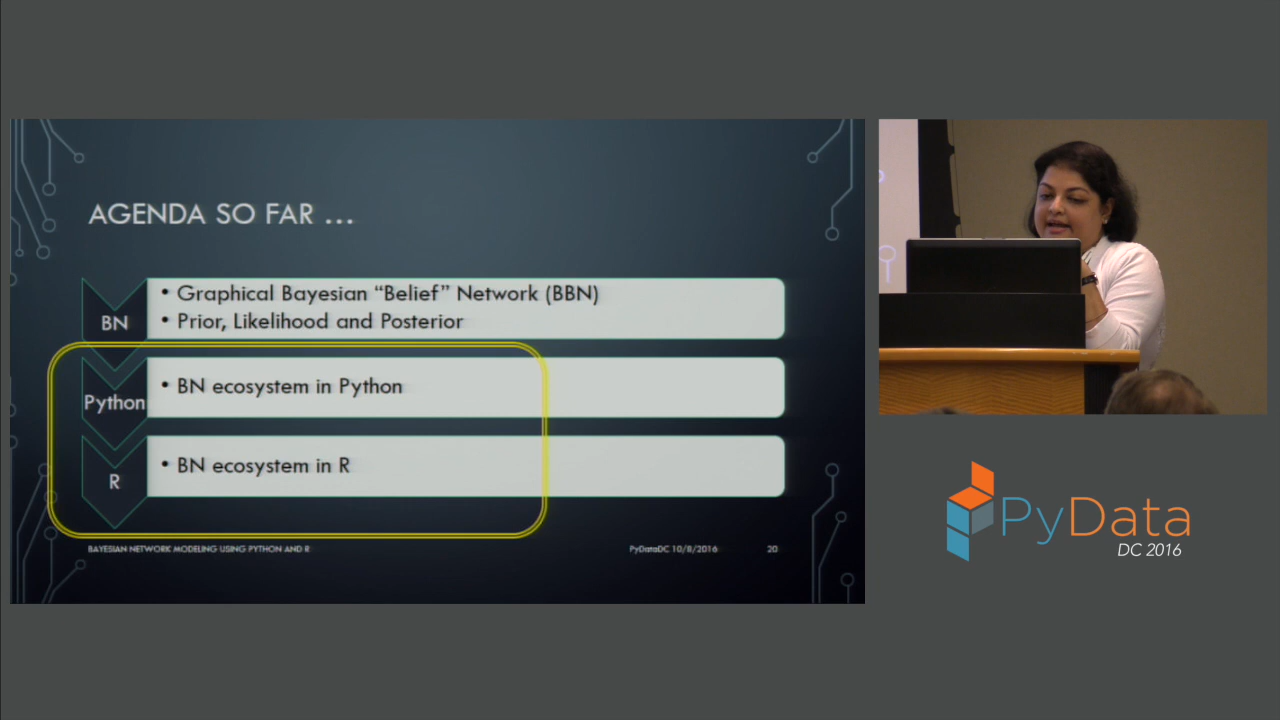 AGENDA SO FAR ...
BN
• Graphical Bayesian “Belief” Network (BBN)
• Prior, Likelihood and Posterior
Python
• BN ecosystem in Python
R
• BN ecosystem in R
BAYESIAN NETWORK MODELING USING PYTHON AND R
PyDataDC 10/8/2016
20
PyData
DC 2016